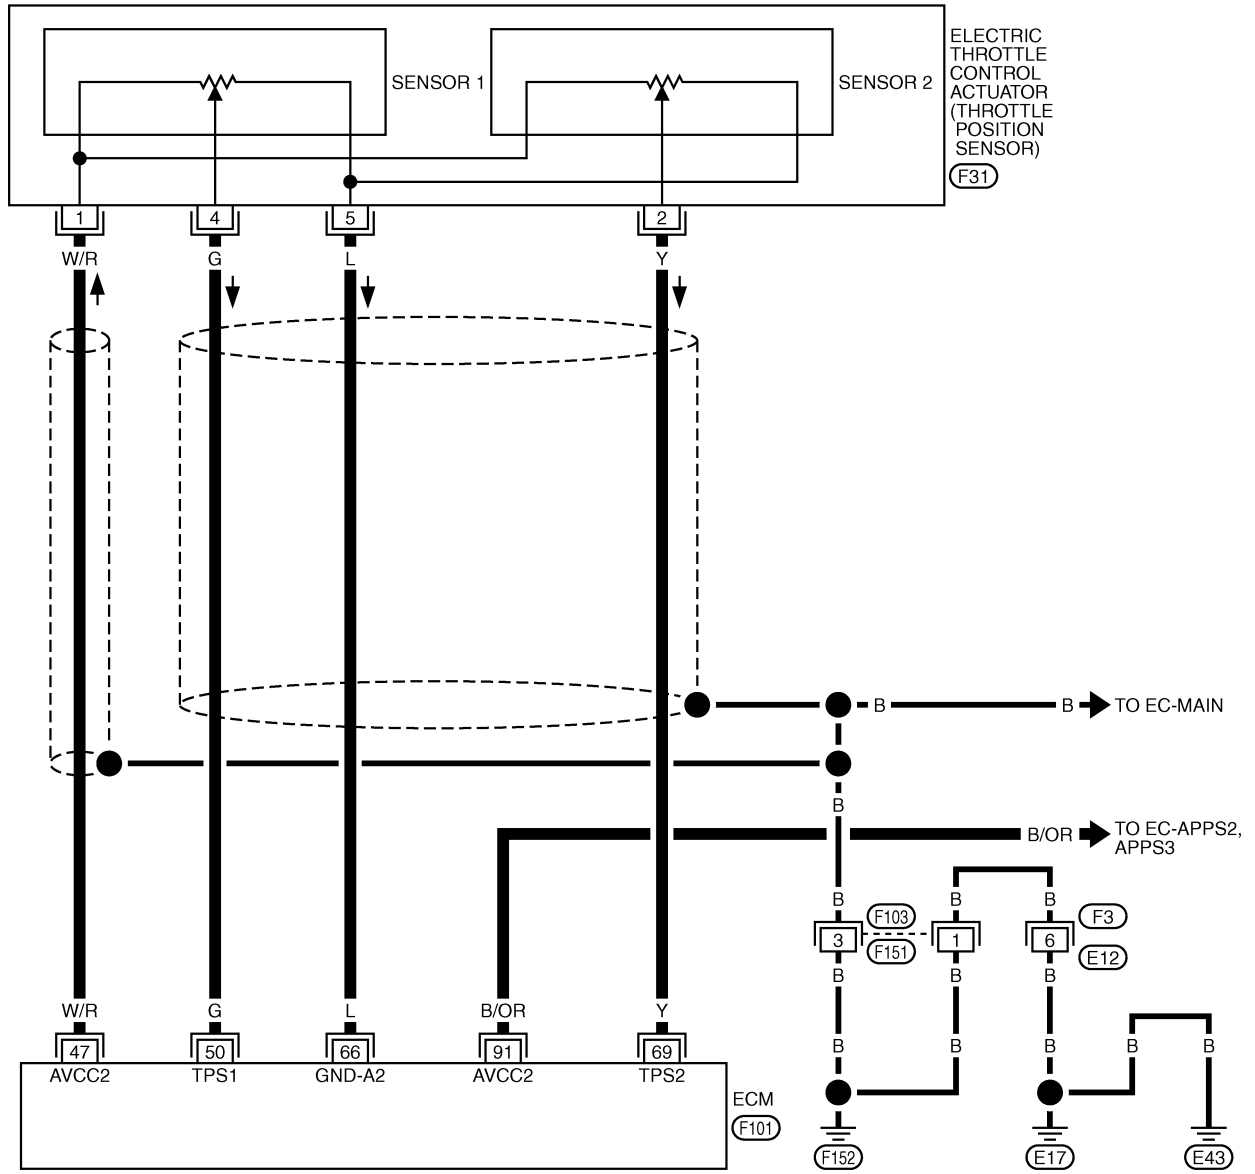 ELECTRIC
THROTTLE
CONTROL
ACTUATOR
(THROTTLE
POSITION
SENSOR)
F31
SENSOR 1
SENSOR 2
1
4
5
2
W/R
G
L
Y
B
B
TO EC-MAIN
B
B/OR
TO EC-APPS2,
APPS3
B
B
B
F103
F3
3
1
6
F151
E12
B
B
B
W/R
G
L
B/OR
Y
47
50
66
91
69
B
B
B
B
B
AVCC2
TPS1
GND-A2
AVCC2
TPS2
ECM
F101
F152
E17
E43